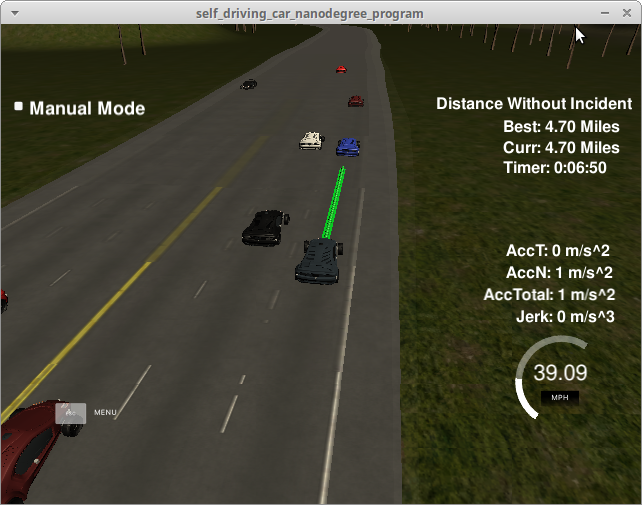 self_driving_car_nanodegree_program
Manual Mode
Distance Without Incident
Best: 4.70 Miles
Curr: 4.70 Miles
Timer: 0:06:50
AccT: 0 m/s^2
AccN: 1 m/s^2
AccTotal: 1 m/s^2
Jerk: 0 m/s^3
39.09
MPH
MENU